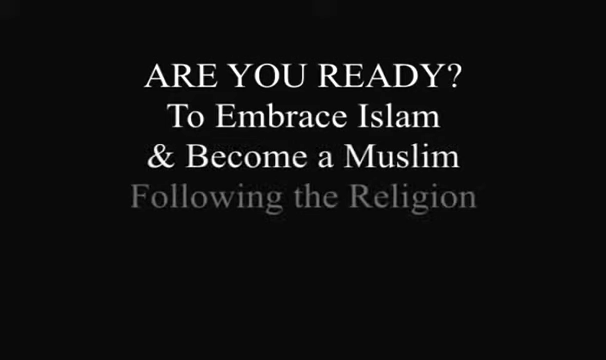 ARE YOU READY?
To Embrace Islam
& Become a Muslim
Following the Religion